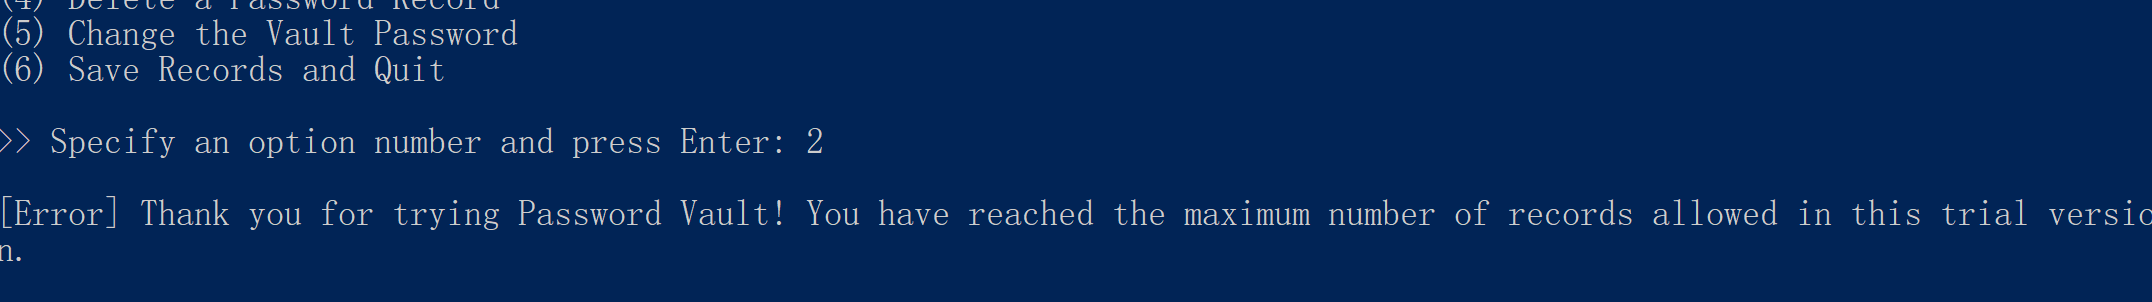 (4) Delete a Password Record
(5) Change the Vault Password
(6) Save Records and Quit
>> Specify an option number and press Enter: 2
[Error] Thank you for trying Password Vault! You have reached the maximum number of records allowed in this trial versio
n.